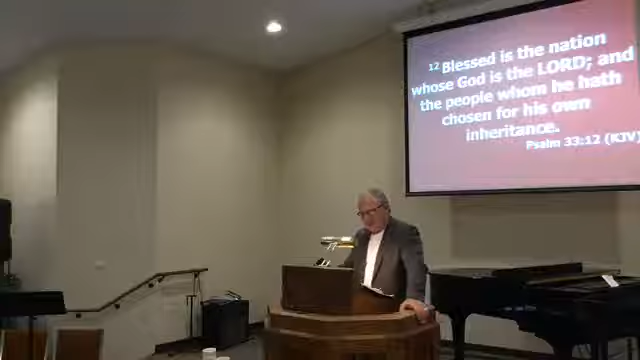 12 Blessed is the nation
whose God is the LORD; and
the people whom he hath
chosen for his own
inheritance.
Psalm 33:12 (KJV)